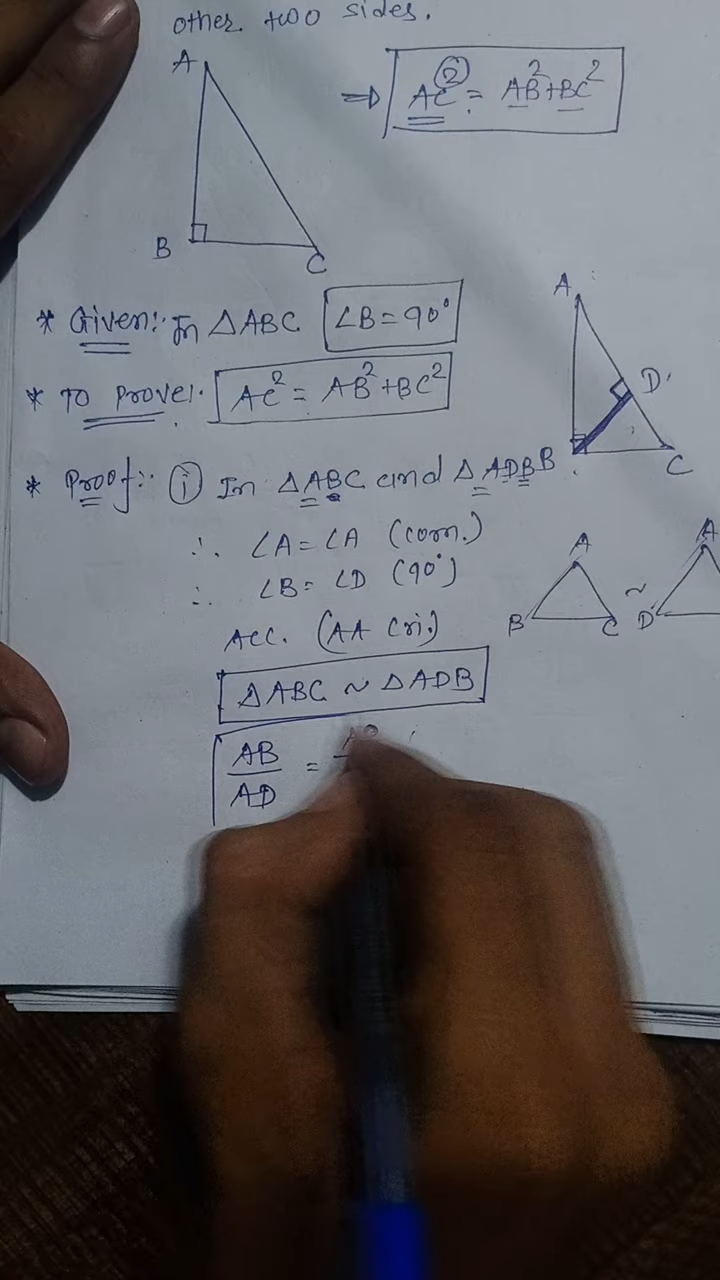 other two sides.
A
⇒ AC² = AB²+BC²
B
C
* Given:- In △ABC ∠B=90°
A
* To Prove:- AC² = AB²+BC²
D
B
C
* Proof:- (i) In △ABC and △ADB
∴ ∠A=∠A (com.)
∴ ∠B=∠D (90°)
A
A
B
C ~ D
Acc. (AA Cri.)
△ABC ~ △ADB
AB/AD =